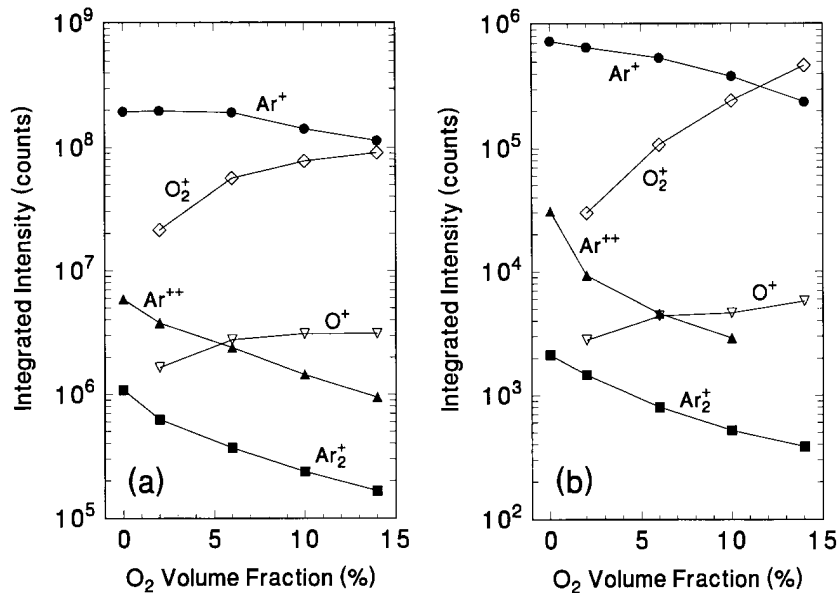 Integrated Intensity (counts)
10⁹
10⁸
10⁷
10⁶
10⁵
Ar⁺
O₂⁺
Ar⁺⁺
O⁺
Ar₂⁺
(a)
0 5 10 15
O₂ Volume Fraction (%)
Integrated Intensity (counts)
10⁶
10⁵
10⁴
10³
10²
Ar⁺
O₂⁺
Ar⁺⁺
O⁺
Ar₂⁺
(b)
0 5 10 15
O₂ Volume Fraction (%)